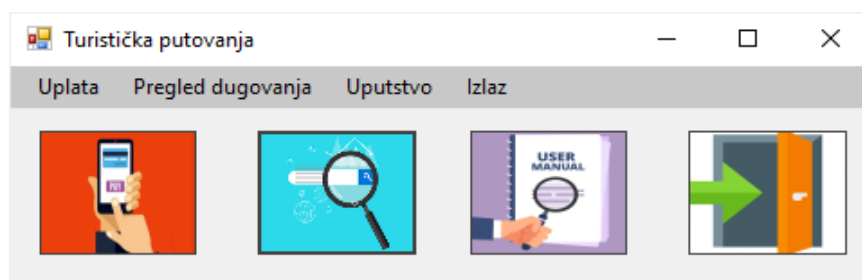 Turistička putovanja
Uplata Pregled dugovanja Uputstvo Izlaz
USER
MANUAL